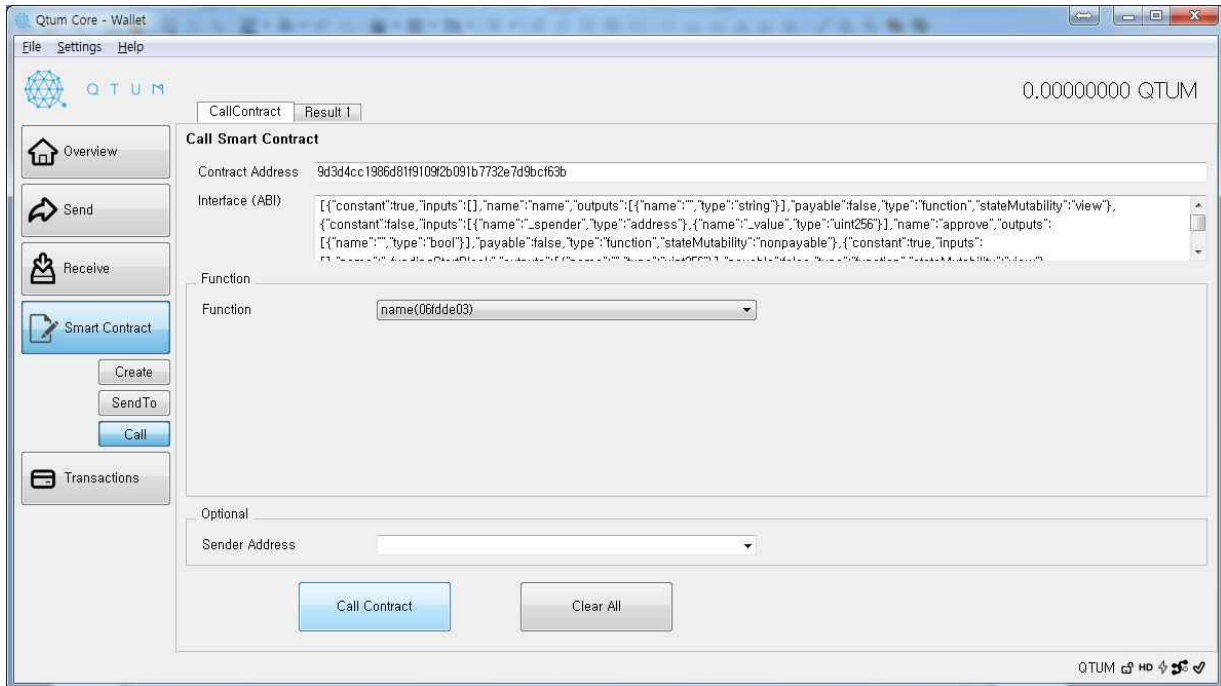 Qtum Core - Wallet
File Settings Help
QTUM
0.00000000 QTUM
CallContract Result 1
Overview
Send
Receive
Smart Contract
Create
SendTo
Call
Transactions
Call Smart Contract
Contract Address 9d3d4cc1986d81f9109f2b091b7732e7d9bcf63b
Interface (ABI)
[{"constant":true,"inputs":[],"name":"name","outputs":[{"name":"","type":"string"}],"payable":false,"type":"function","stateMutability":"view"},
{"constant":false,"inputs":[{"name":"_spender","type":"address"},{"name":"_value","type":"uint256"}],"name":"approve","outputs":
[{"name":"","type":"bool"}],"payable":false,"type":"function","stateMutability":"nonpayable"},{"constant":true,"inputs":
Function
Function name(06fdde03)
Optional
Sender Address
Call Contract Clear All
QTUM HD